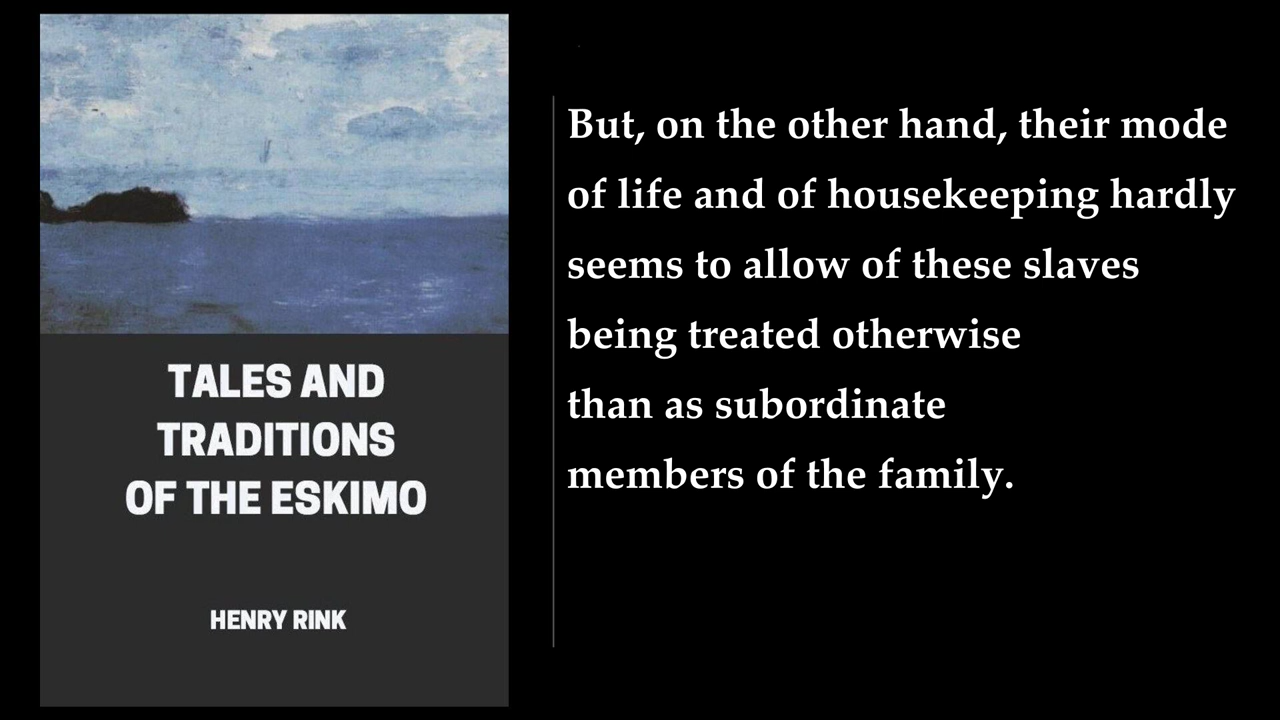 TALES AND
TRADITIONS
OF THE ESKIMO
HENRY RINK
But, on the other hand, their mode
of life and of housekeeping hardly
seems to allow of these slaves
being treated otherwise
than as subordinate
members of the family.